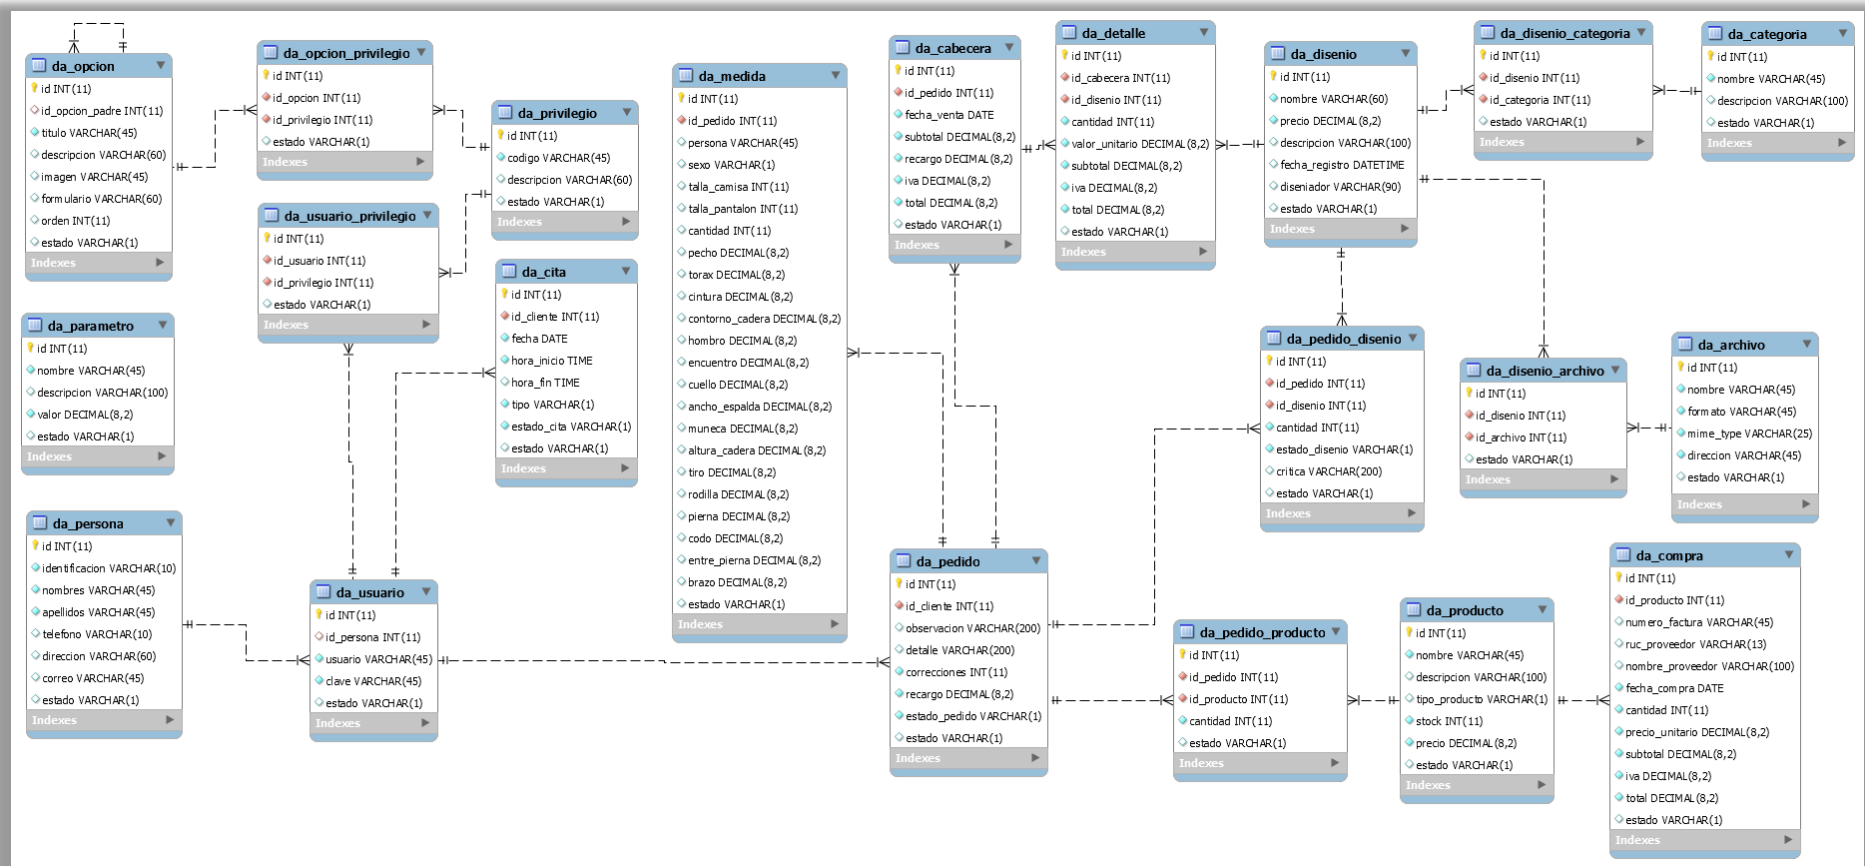 da_opcion
id INT(11)
id_opcion_padre INT(11)
titulo VARCHAR(45)
descripcion VARCHAR(60)
imagen VARCHAR(45)
formulario VARCHAR(60)
orden INT(11)
estado VARCHAR(1)
Indexes
da_opcion_privilegio
id INT(11)
id_opcion INT(11)
id_privilegio INT(11)
estado VARCHAR(1)
Indexes
da_privilegio
id INT(11)
codigo VARCHAR(45)
descripcion VARCHAR(60)
estado VARCHAR(1)
Indexes
da_usuario_privilegio
id INT(11)
id_usuario INT(11)
id_privilegio INT(11)
estado VARCHAR(1)
Indexes
da_cita
id INT(11)
id_cliente INT(11)
fecha DATE
hora_inicio TIME
hora_fin TIME
tipo VARCHAR(1)
estado_cita VARCHAR(1)
estado VARCHAR(1)
Indexes
da_parametro
id INT(11)
nombre VARCHAR(45)
descripcion VARCHAR(100)
valor DECIMAL(8,2)
estado VARCHAR(1)
Indexes
da_persona
id INT(11)
identificacion VARCHAR(10)
nombres VARCHAR(45)
apellidos VARCHAR(45)
telefono VARCHAR(10)
direccion VARCHAR(60)
correo VARCHAR(45)
estado VARCHAR(1)
Indexes
da_usuario
id INT(11)
id_persona INT(11)
usuario VARCHAR(45)
clave VARCHAR(45)
estado VARCHAR(1)
Indexes
da_medida
id INT(11)
id_pedido INT(11)
persona VARCHAR(45)
sexo VARCHAR(1)
talla_camisa INT(11)
talla_pantalon INT(11)
cantidad INT(11)
pecho DECIMAL(8,2)
torax DECIMAL(8,2)
cintura DECIMAL(8,2)
contorno_cadera DECIMAL(8,2)
hombro DECIMAL(8,2)
encuentro DECIMAL(8,2)
cuello DECIMAL(8,2)
ancho_espalda DECIMAL(8,2)
muneca DECIMAL(8,2)
altura_cadera DECIMAL(8,2)
tiro DECIMAL(8,2)
rodilla DECIMAL(8,2)
pierna DECIMAL(8,2)
codo DECIMAL(8,2)
entre_pierna DECIMAL(8,2)
brazo DECIMAL(8,2)
estado VARCHAR(1)
Indexes
da_cabecera
id INT(11)
id_pedido INT(11)
fecha_venta DATE
subtotal DECIMAL(8,2)
recargo DECIMAL(8,2)
iva DECIMAL(8,2)
total DECIMAL(8,2)
estado VARCHAR(1)
Indexes
da_detalle
id INT(11)
id_cabecera INT(11)
id_disenio INT(11)
cantidad INT(11)
valor_unitario DECIMAL(8,2)
subtotal DECIMAL(8,2)
iva DECIMAL(8,2)
total DECIMAL(8,2)
estado VARCHAR(1)
Indexes
da_disenio
id INT(11)
nombre VARCHAR(60)
precio DECIMAL(8,2)
descripcion VARCHAR(100)
fecha_registro DATETIME
diseniador VARCHAR(90)
estado VARCHAR(1)
Indexes
da_disenio_categoria
id INT(11)
id_disenio INT(11)
id_categoria INT(11)
estado VARCHAR(1)
Indexes
da_categoria
id INT(11)
nombre VARCHAR(45)
descripcion VARCHAR(100)
estado VARCHAR(1)
Indexes
da_pedido_disenio
id INT(11)
id_pedido INT(11)
id_disenio INT(11)
cantidad INT(11)
estado_disenio VARCHAR(1)
critica VARCHAR(200)
estado VARCHAR(1)
Indexes
da_disenio_archivo
id INT(11)
id_disenio INT(11)
id_archivo INT(11)
estado VARCHAR(1)
Indexes
da_archivo
id INT(11)
nombre VARCHAR(45)
formato VARCHAR(45)
mime_type VARCHAR(25)
direccion VARCHAR(45)
estado VARCHAR(1)
Indexes
da_pedido
id INT(11)
id_cliente INT(11)
observacion VARCHAR(200)
detalle VARCHAR(200)
correcciones INT(11)
recargo DECIMAL(8,2)
estado_pedido VARCHAR(1)
estado VARCHAR(1)
Indexes
da_pedido_producto
id INT(11)
id_pedido INT(11)
id_producto INT(11)
cantidad INT(11)
estado VARCHAR(1)
Indexes
da_producto
id INT(11)
nombre VARCHAR(45)
descripcion VARCHAR(100)
tipo_producto VARCHAR(1)
stock INT(11)
precio DECIMAL(8,2)
estado VARCHAR(1)
Indexes
da_compra
id INT(11)
id_producto INT(11)
numero_factura VARCHAR(45)
ruc_proveedor VARCHAR(13)
nombre_proveedor VARCHAR(100)
fecha_compra DATE
cantidad INT(11)
precio_unitario DECIMAL(8,2)
subtotal DECIMAL(8,2)
iva DECIMAL(8,2)
total DECIMAL(8,2)
estado VARCHAR(1)
Indexes